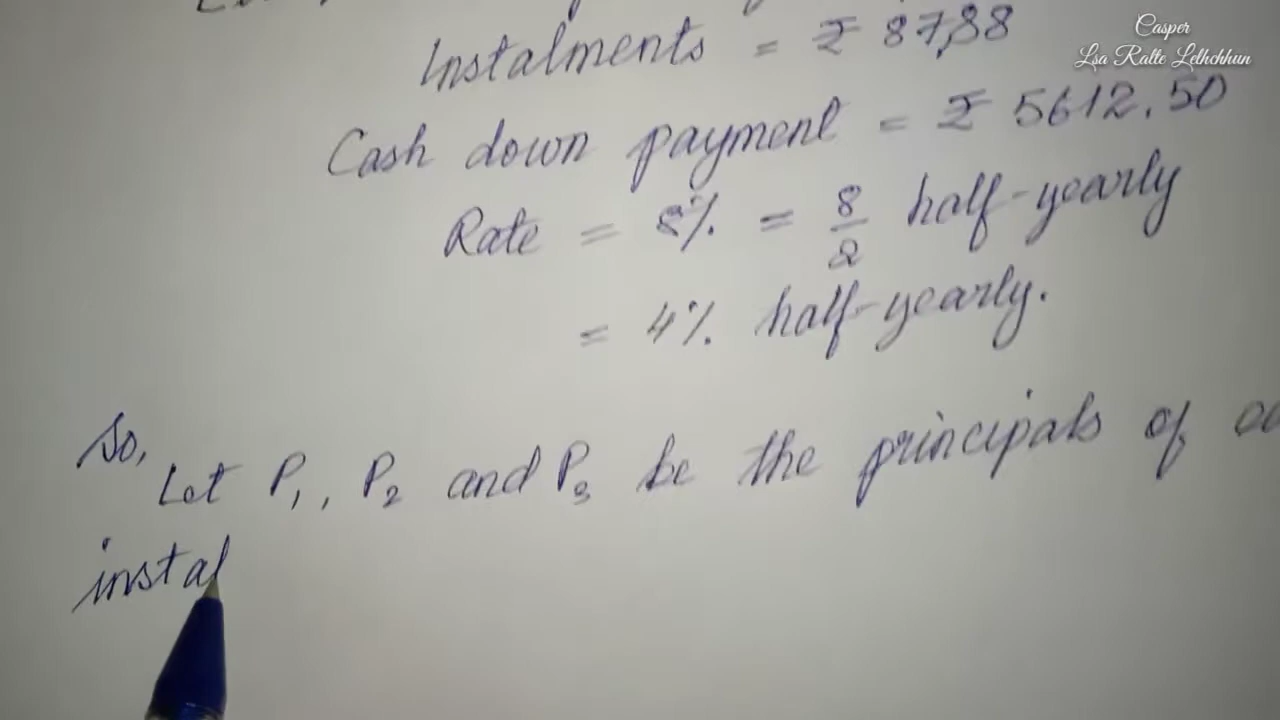 Casper
Lsa Ralte Lethchhun
Instalments = ₹ 87,88
Cash down payment = ₹ 5612.50
Rate = 8% = 8/2 half-yearly
= 4% half-yearly.
So,
Let P₁, P₂ and P₃ be the principals of
instal